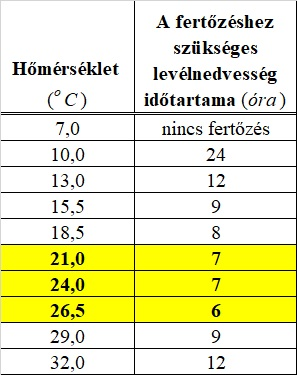 Hőmérséklet
(° C)
A fertőzéshez
szükséges
levélnedvesség
időtartama (óra)
7,0 nincs fertőzés
10,0 24
13,0 12
15,5 9
18,5 8
21,0 7
24,0 7
26,5 6
29,0 9
32,0 12